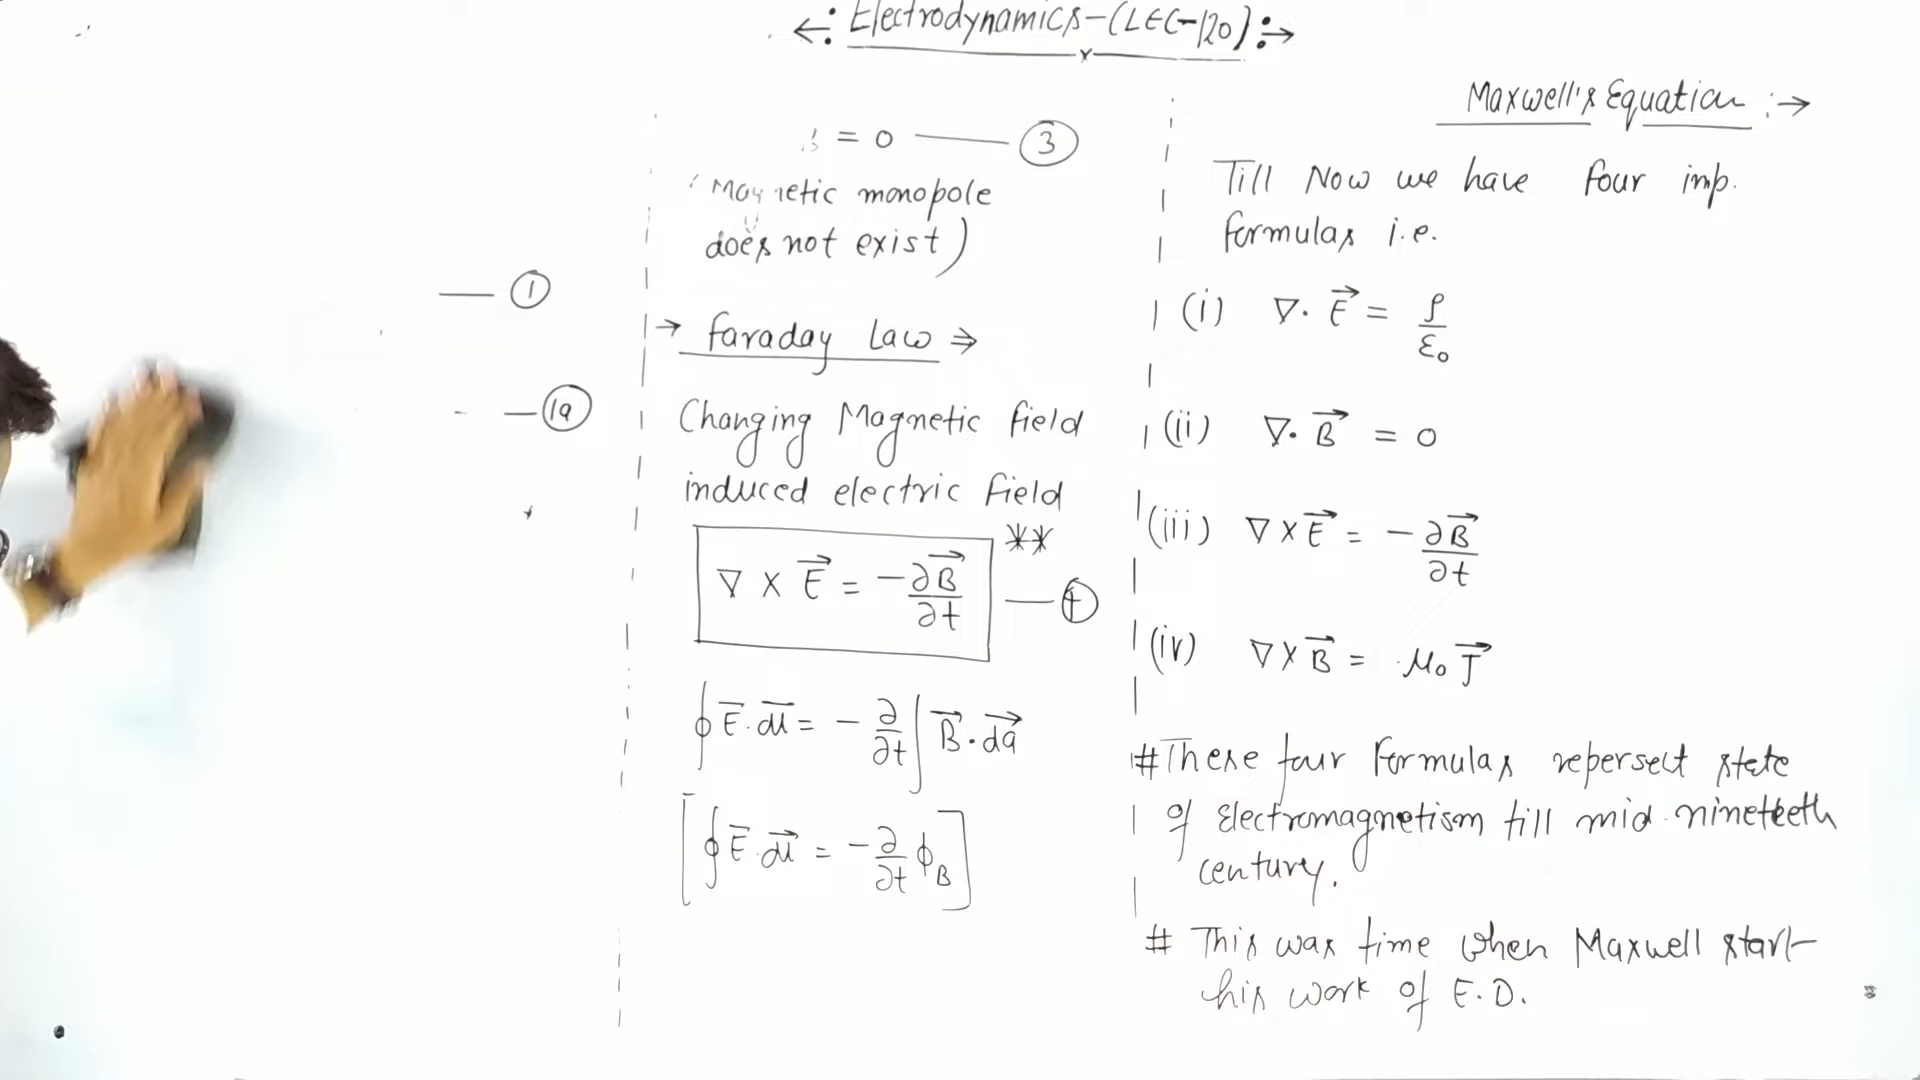 ←: Electrodynamics-(LEC-120) :→
— ①
- — (1a)
= 0 — ③
Magnetic monopole
does not exist)
→ Faraday Law ⇒
Changing Magnetic field
induced electric field
**
∇ × E⃗ = -∂B⃗/∂t —
∮ E⃗.dl⃗ = - ∂/∂t ∫ B⃗.da⃗
[∮ E⃗.dl⃗ = - ∂/∂t ϕ_B]
Maxwell's Equation :→
Till Now we have four imp.
formulas i.e.
(i) ∇. E⃗ = ρ/ε₀
(ii) ∇. B⃗ = 0
(iii) ∇ × E⃗ = -∂B⃗/∂t
(iv) ∇ × B⃗ = μ₀ J⃗
# These four formulas repersect state
of Electromagnetism till mid nineteeth
century.
# This was time when Maxwell start
his work of E.D.